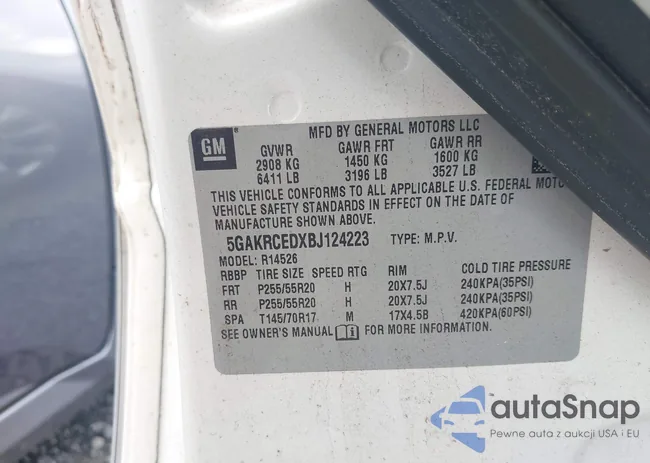 GM
MFD BY GENERAL MOTORS LLC
GVWR GAWR FRT GAWR RR
2908 KG 1450 KG 1600 KG
6411 LB 3196 LB 3527 LB
THIS VEHICLE CONFORMS TO ALL APPLICABLE U.S. FEDERAL MOTO
VEHICLE SAFETY STANDARDS IN EFFECT ON THE DATE OF
MANUFACTURE SHOWN ABOVE.
5GAKRCEDXBJ124223 TYPE: M.P.V.
MODEL: R14526
RBBP TIRE SIZE SPEED RTG RIM COLD TIRE PRESSURE
FRT P255/55R20 H 20X7.5J 240KPA(35PSI)
RR P255/55R20 H 20X7.5J 240KPA(35PSI)
SPA T145/70R17 M 17X4.5B 420KPA(60PSI)
SEE OWNER'S MANUAL FOR MORE INFORMATION.
autaSnap
Pewne auta z aukcji USA i EU